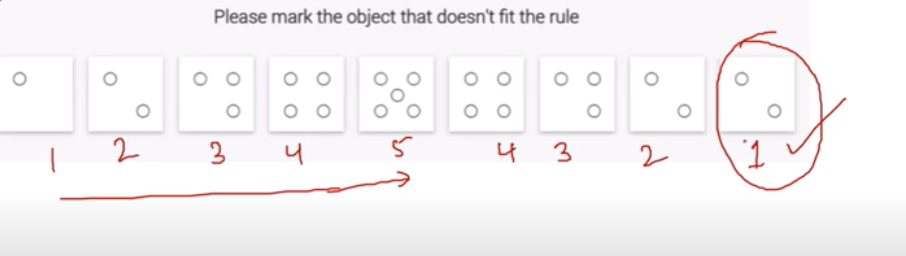 Please mark the object that doesn't fit the rule
1 2 3 4 5 4 3 2 1